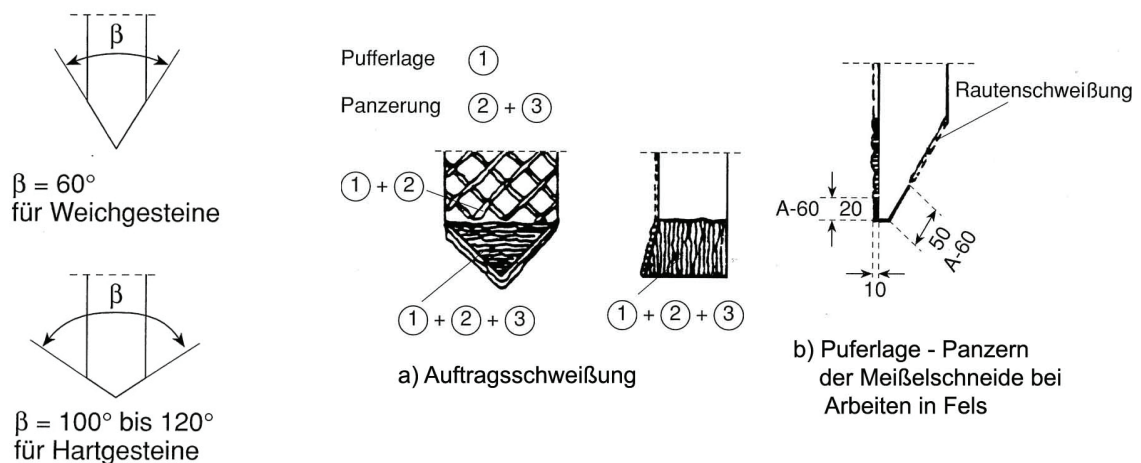 β
β = 60°
für Weichgesteine
β
β = 100° bis 120°
für Hartgesteine
Pufferlage 1
Panzerung 2 + 3
1 + 2
1 + 2 + 3
1 + 2 + 3
a) Auftragsschweißung
Rautenschweißung
A-60 20
50
A-60
10
b) Puferlage - Panzern
der Meißelschneide bei
Arbeiten in Fels